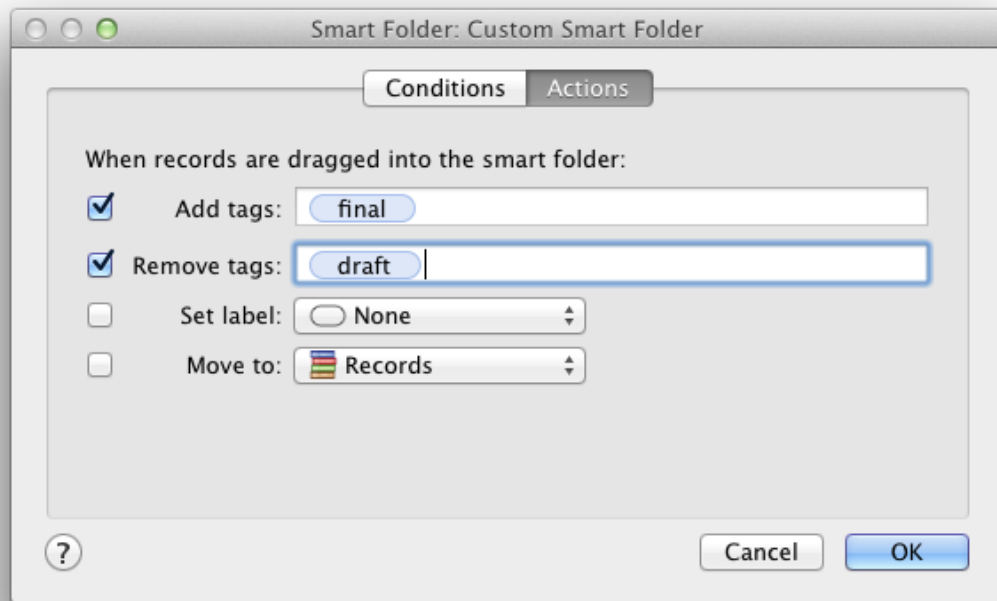 Smart Folder: Custom Smart Folder
Conditions Actions
When records are dragged into the smart folder:
Add tags: final
Remove tags: draft
Set label: None
Move to: Records
? Cancel OK